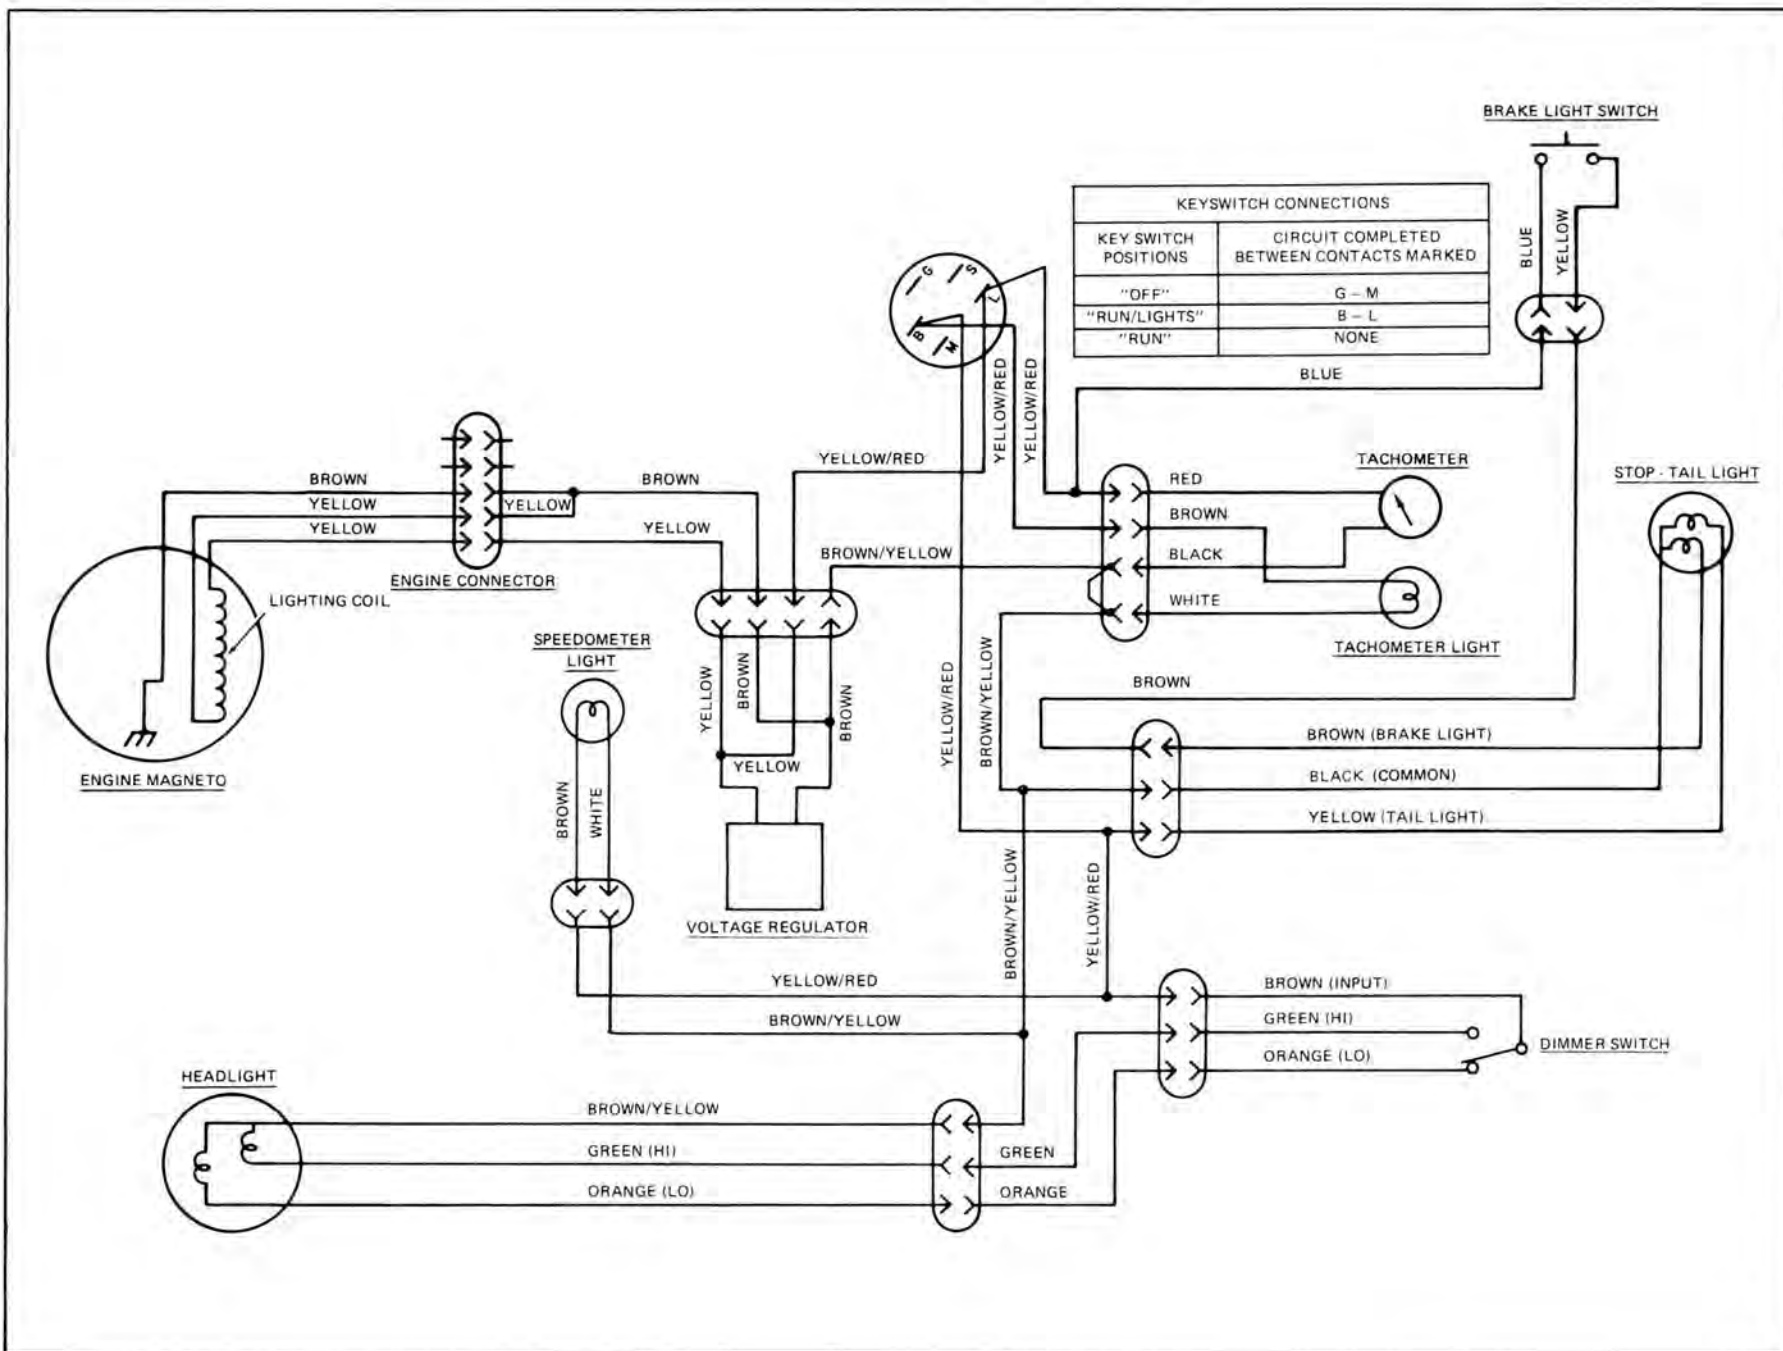 BRAKE LIGHT SWITCH
KEYSWITCH CONNECTIONS
KEY SWITCH
POSITIONS
CIRCUIT COMPLETED
BETWEEN CONTACTS MARKED
"OFF"
G – M
"RUN/LIGHTS"
B – L
"RUN"
NONE
BLUE
YELLOW
G
S
L
B
M
YELLOW/RED
YELLOW/RED
BLUE
YELLOW/RED
BROWN
YELLOW
YELLOW
YELLOW
BROWN
YELLOW
ENGINE CONNECTOR
BROWN/YELLOW
RED
BROWN
BLACK
WHITE
TACHOMETER
TACHOMETER LIGHT
STOP - TAIL LIGHT
LIGHTING COIL
ENGINE MAGNETO
SPEEDOMETER
LIGHT
BROWN
WHITE
YELLOW
BROWN
BROWN
YELLOW
VOLTAGE REGULATOR
YELLOW/RED
BROWN/YELLOW
BROWN
BROWN (BRAKE LIGHT)
BLACK (COMMON)
YELLOW (TAIL LIGHT)
BROWN/YELLOW
YELLOW/RED
YELLOW/RED
BROWN/YELLOW
BROWN (INPUT)
GREEN (HI)
ORANGE (LO)
DIMMER SWITCH
HEADLIGHT
BROWN/YELLOW
GREEN (HI)
ORANGE (LO)
GREEN
ORANGE